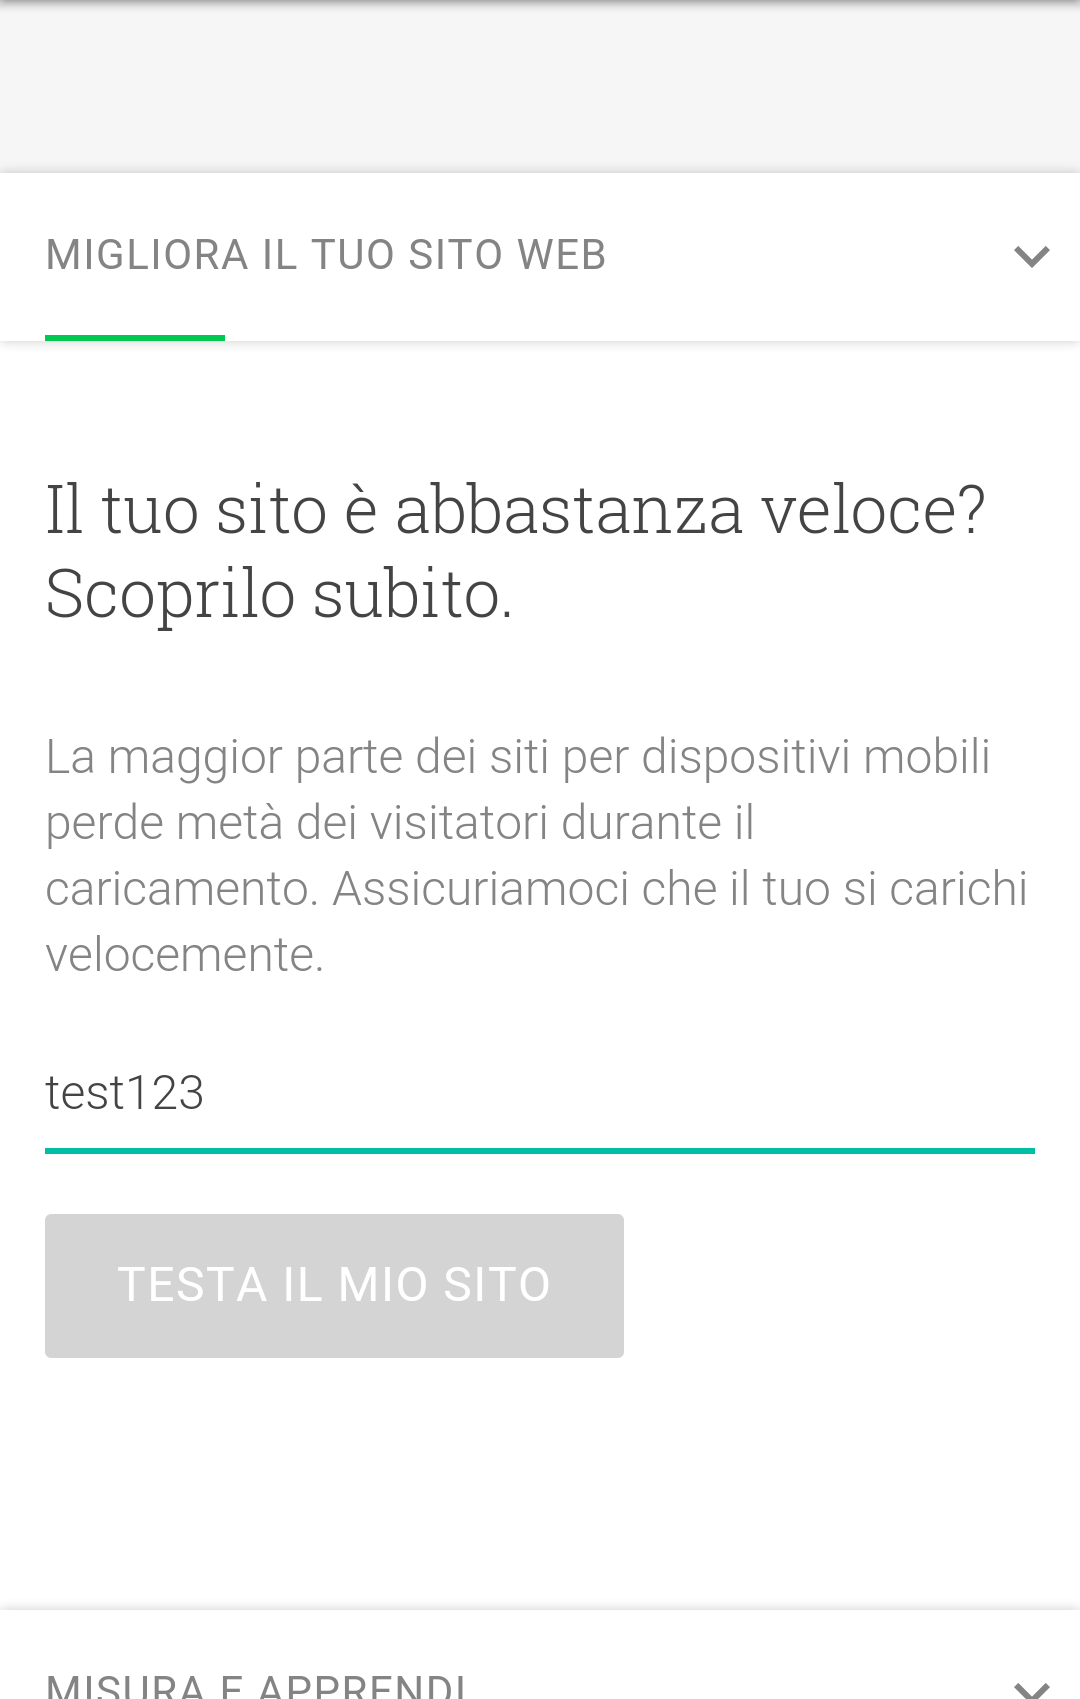 MIGLIORA IL TUO SITO WEB
Il tuo sito è abbastanza veloce?
Scoprilo subito.
La maggior parte dei siti per dispositivi mobili
perde metà dei visitatori durante il
caricamento. Assicuriamoci che il tuo si carichi
velocemente.
test123
TESTA IL MIO SITO
MISURA E APPRENDI